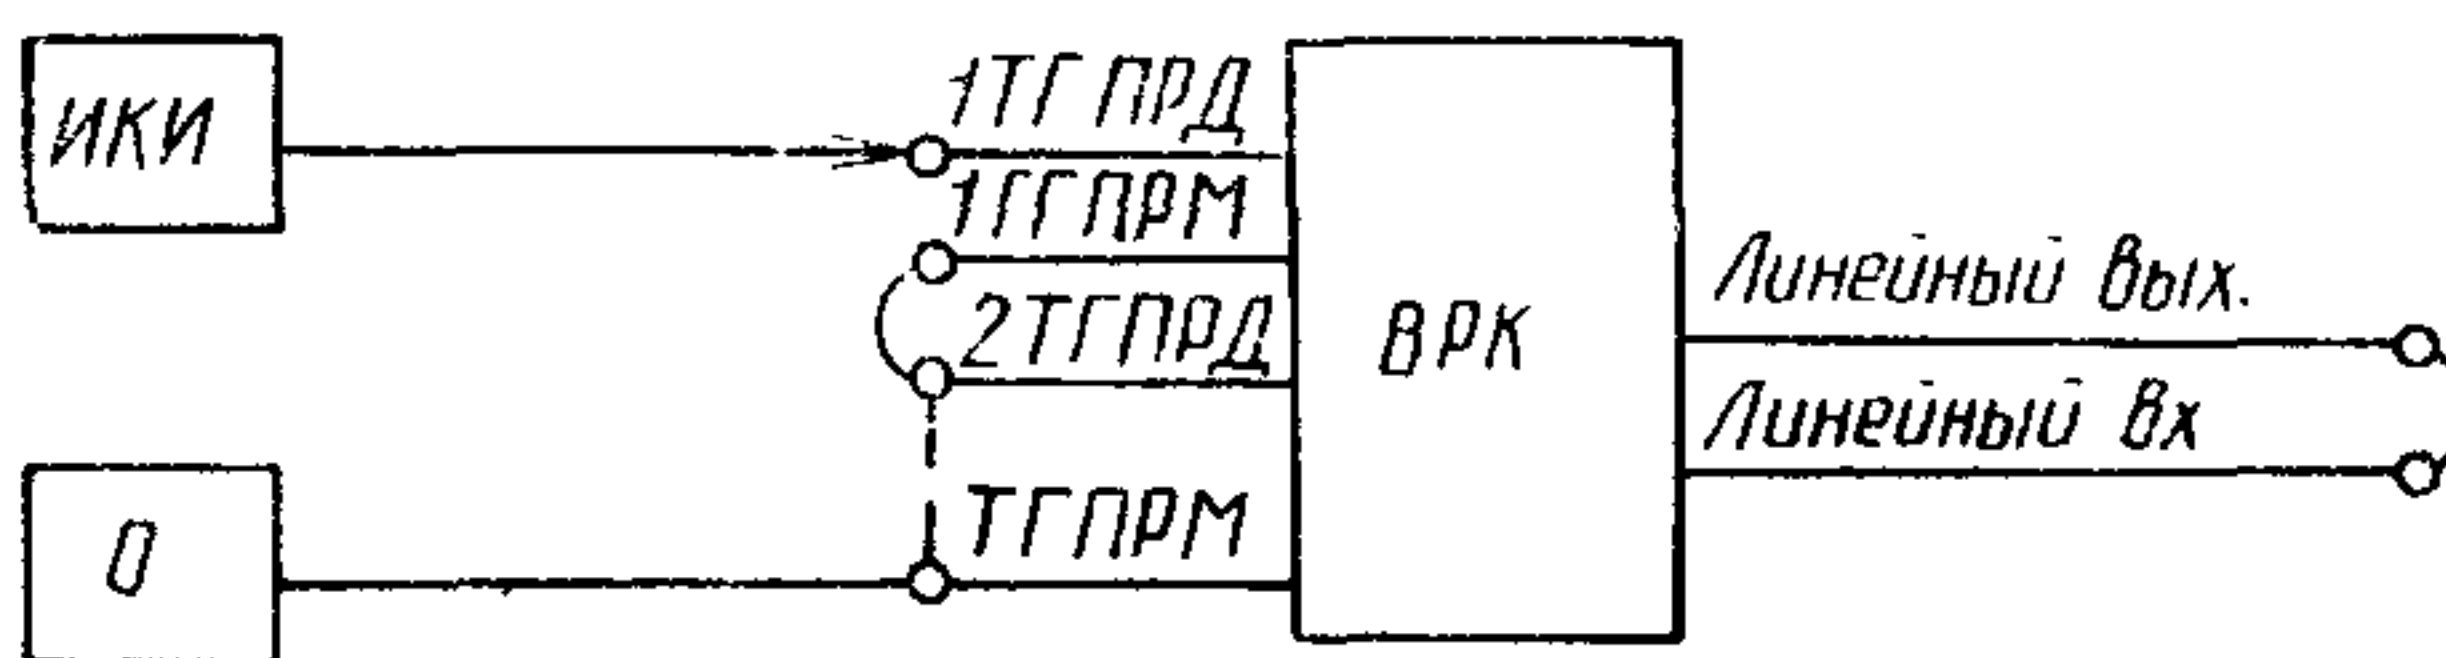 ИКИ
1ТГ ПРД
1ТГПРМ
2ТГПРД
ТГПРМ
ВРК
Линейный вых.
Линейный вх
О